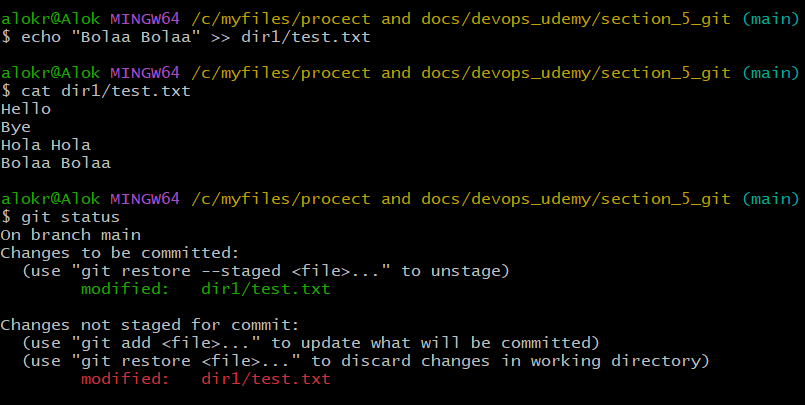 alokr@Alok MINGW64 /c/myfiles/procect and docs/devops_udemy/section_5_git (main)
$ echo "Bolaa Bolaa" >> dir1/test.txt
alokr@Alok MINGW64 /c/myfiles/procect and docs/devops_udemy/section_5_git (main)
$ cat dir1/test.txt
Hello
Bye
Hola Hola
Bolaa Bolaa
alokr@Alok MINGW64 /c/myfiles/procect and docs/devops_udemy/section_5_git (main)
$ git status
On branch main
Changes to be committed:
  (use "git restore --staged <file>..." to unstage)
        modified:   dir1/test.txt
Changes not staged for commit:
  (use "git add <file>..." to update what will be committed)
  (use "git restore <file>..." to discard changes in working directory)
        modified:   dir1/test.txt